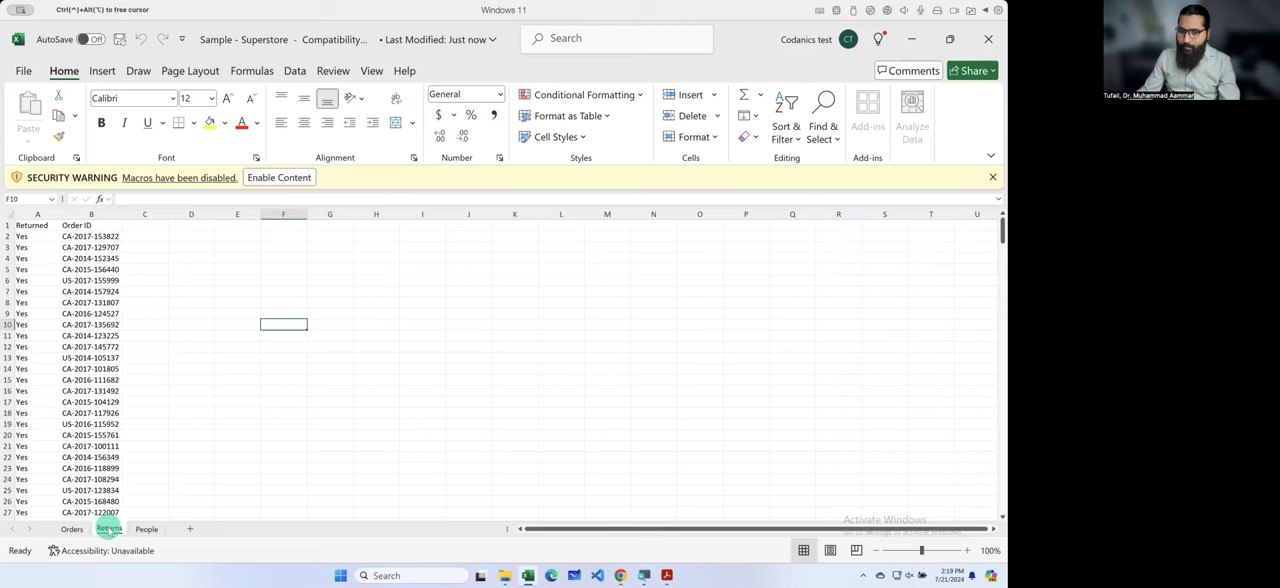 Ctrl(^)+Alt(⌥) to free cursor
Windows 11
AutoSave Off
Sample - Superstore - Compatibility... • Last Modified: Just now
Search
Codanics test CT
File Home Insert Draw Page Layout Formulas Data Review View Help
Comments Share
Paste
Calibri 12
B I U
General
$ %
Conditional Formatting
Format as Table
Cell Styles
Insert
Delete
Format
Sort & Filter
Find & Select
Add-ins
Analyze Data
Clipboard Font Alignment Number Styles Cells Editing Add-ins
SECURITY WARNING Macros have been disabled. Enable Content
F10 fx
A B C D E F G H I J K L M N O P Q R S T U
1 Returned Order ID
2 Yes CA-2017-153822
3 Yes CA-2017-129707
4 Yes CA-2014-152345
5 Yes CA-2015-156440
6 Yes US-2017-155999
7 Yes CA-2014-157924
8 Yes CA-2017-131807
9 Yes CA-2016-124527
10 Yes CA-2017-135692
11 Yes CA-2014-123225
12 Yes CA-2017-145772
13 Yes US-2014-105137
14 Yes CA-2017-101805
15 Yes CA-2016-111682
16 Yes CA-2017-131492
17 Yes CA-2015-104129
18 Yes CA-2017-117926
19 Yes US-2016-115952
20 Yes CA-2015-155761
21 Yes CA-2017-100111
22 Yes CA-2014-156349
23 Yes CA-2016-118899
24 Yes CA-2017-108294
25 Yes US-2017-123834
26 Yes CA-2015-168480
27 Yes CA-2017-122007
Orders Returns People
Activate Windows
Go to Settings to activate Windows.
Ready Accessibility: Unavailable 100%
Search
2:19 PM
7/21/2024
Tufail, Dr. Muhammad Aammar